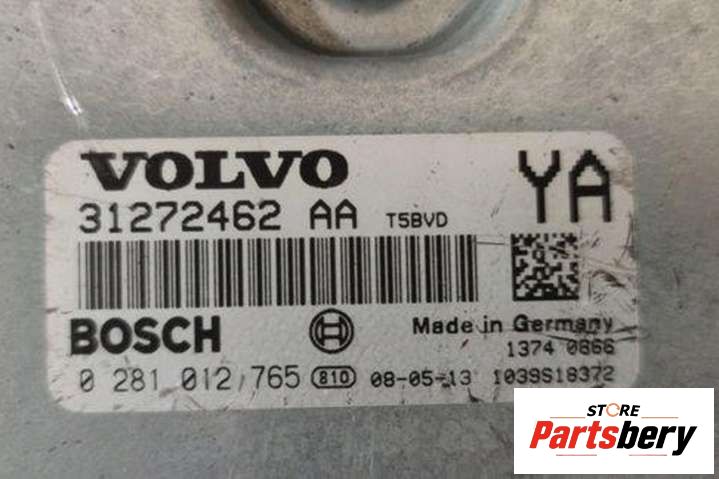 VOLVO YA
31272462 AA T5BVD
BOSCH Made in Germany
1374 0866
0 281 012 765 810 08-05-13 1039S18372
STORE
Partsbery